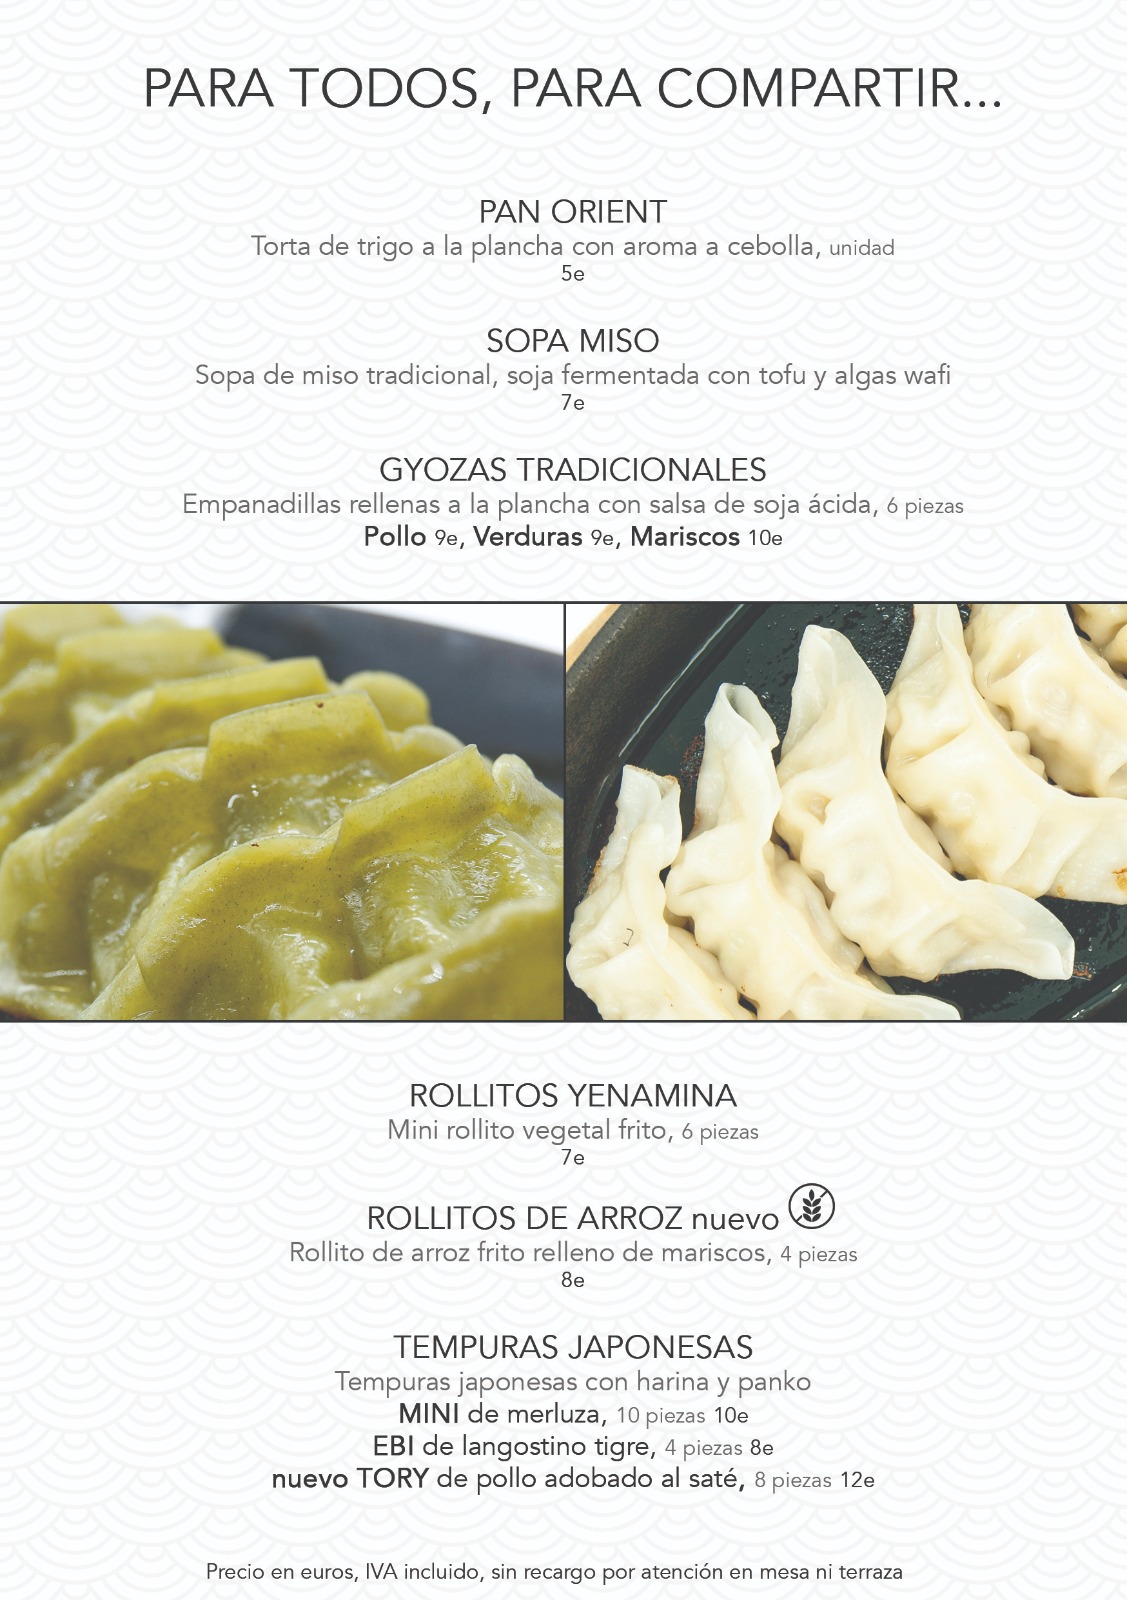 PARA TODOS, PARA COMPARTIR...
PAN ORIENT
Torta de trigo a la plancha con aroma a cebolla, unidad
5e
SOPA MISO
Sopa de miso tradicional, soja fermentada con tofu y algas wafi
7e
GYOZAS TRADICIONALES
Empanadillas rellenas a la plancha con salsa de soja ácida, 6 piezas
Pollo 9e, Verduras 9e, Mariscos 10e
ROLLITOS YENAMINA
Mini rollito vegetal frito, 6 piezas
7e
ROLLITOS DE ARROZ nuevo
Rollito de arroz frito relleno de mariscos, 4 piezas
8e
TEMPURAS JAPONESAS
Tempuras japonesas con harina y panko
MINI de merluza, 10 piezas 10e
EBI de langostino tigre, 4 piezas 8e
nuevo TORY de pollo adobado al saté, 8 piezas 12e
Precio en euros, IVA incluido, sin recargo por atención en mesa ni terraza